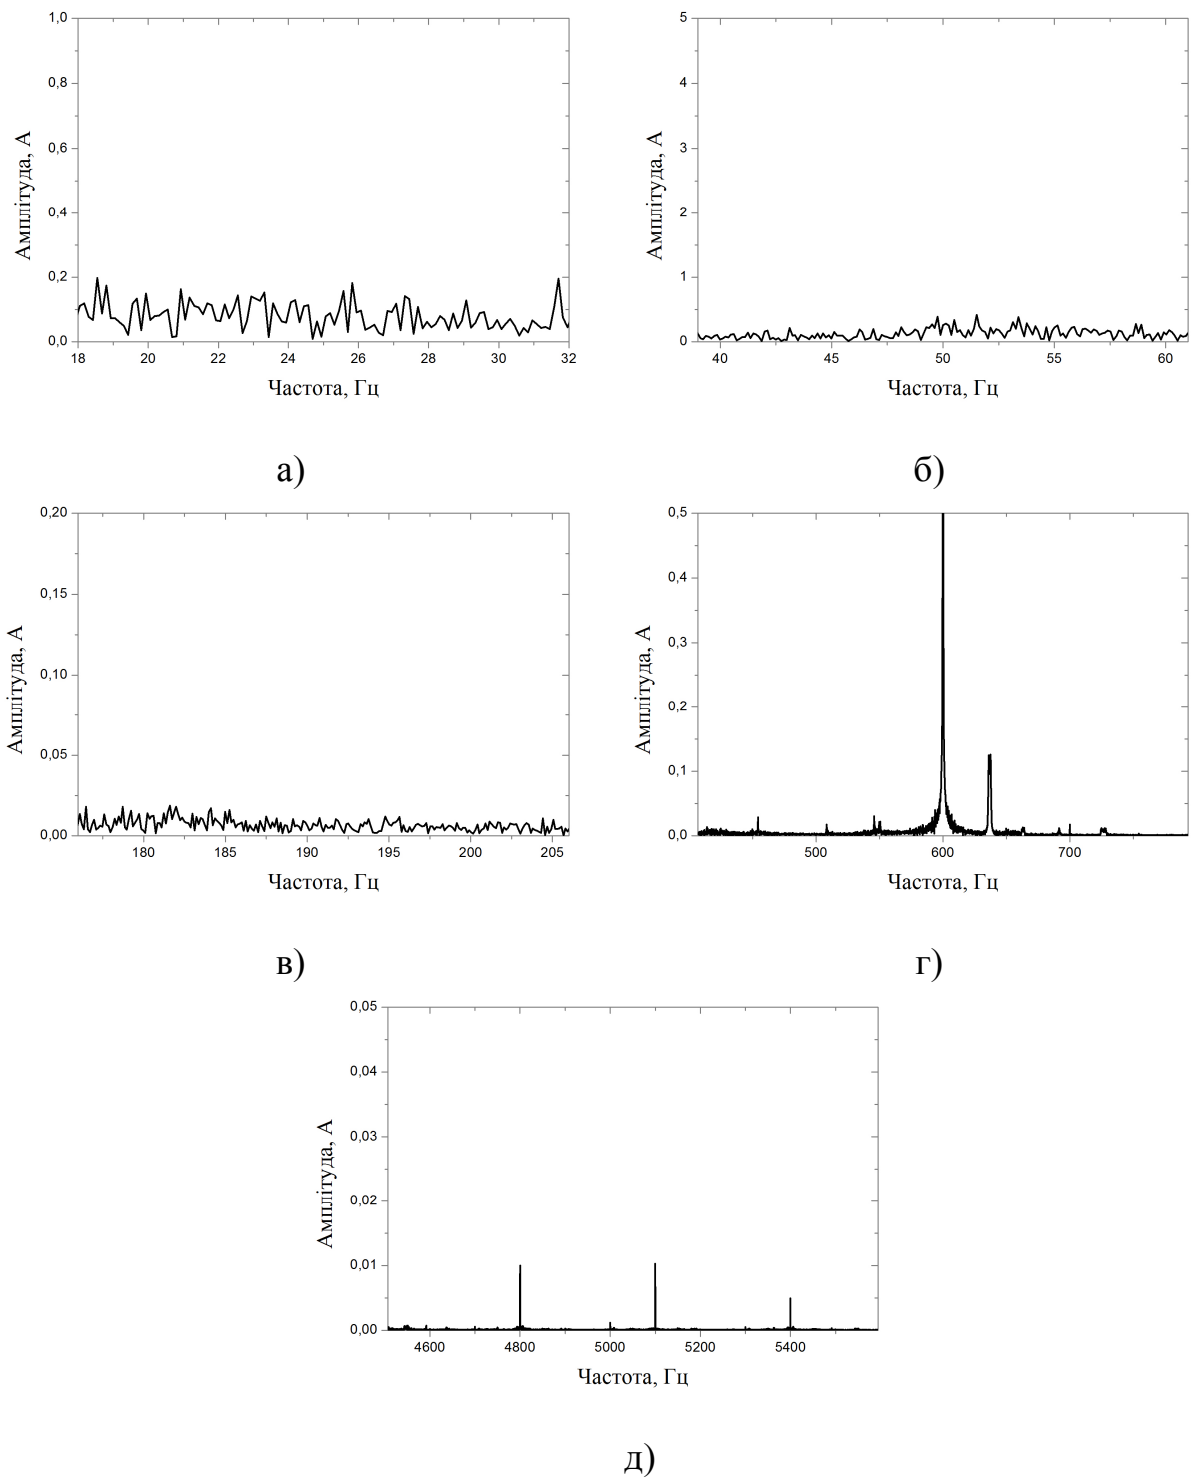 1,0
0,8
0,6
0,4
0,2
0,0
Амплітуда, А
18 20 22 24 26 28 30 32
Частота, Гц
а)
5
4
3
2
1
0
Амплітуда, А
40 45 50 55 60
Частота, Гц
б)
0,20
0,15
0,10
0,05
0,00
Амплітуда, А
180 185 190 195 200 205
Частота, Гц
в)
0,5
0,4
0,3
0,2
0,1
0,0
Амплітуда, А
500 600 700
Частота, Гц
г)
0,05
0,04
0,03
0,02
0,01
0,00
Амплітуда, А
4600 4800 5000 5200 5400
Частота, Гц
д)